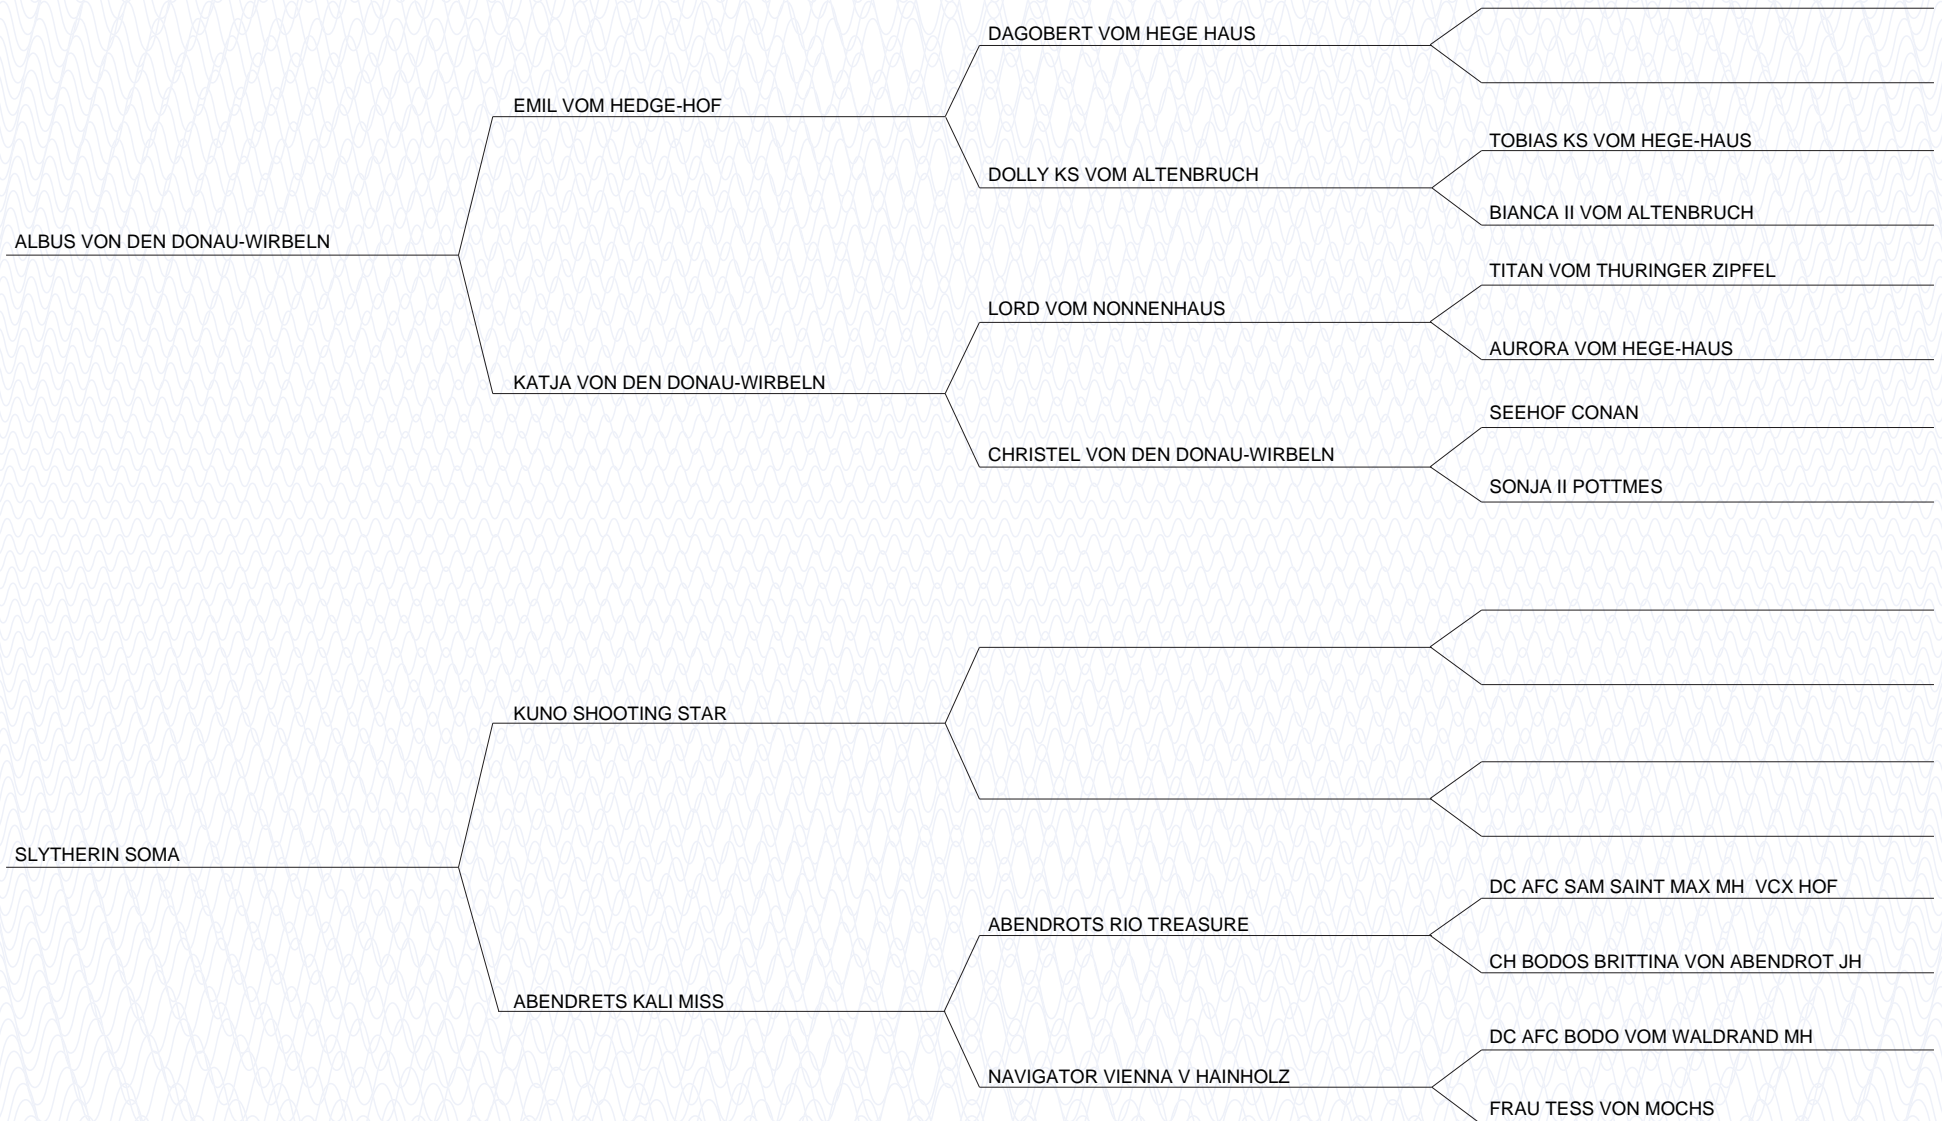 DAGOBERT VOM HEGE HAUS
EMIL VOM HEDGE-HOF
TOBIAS KS VOM HEGE-HAUS
DOLLY KS VOM ALTENBRUCH
BIANCA II VOM ALTENBRUCH
ALBUS VON DEN DONAU-WIRBELN
TITAN VOM THURINGER ZIPFEL
LORD VOM NONNENHAUS
AURORA VOM HEGE-HAUS
KATJA VON DEN DONAU-WIRBELN
SEEHOF CONAN
CHRISTEL VON DEN DONAU-WIRBELN
SONJA II POTTMES
KUNO SHOOTING STAR
SLYTHERIN SOMA
DC AFC SAM SAINT MAX MH  VCX HOF
ABENDROTS RIO TREASURE
CH BODOS BRITTINA VON ABENDROT JH
ABENDRETS KALI MISS
DC AFC BODO VOM WALDRAND MH
NAVIGATOR VIENNA V HAINHOLZ
FRAU TESS VON MOCHS